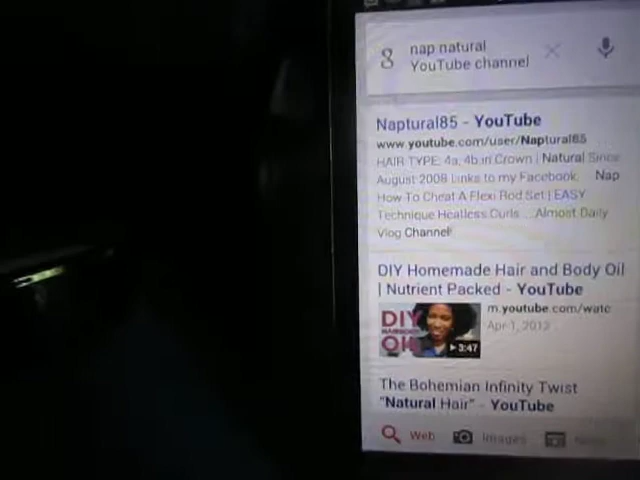 8 nap natural
YouTube channel
Naptural85 - YouTube
www.youtube.com/user/Naptural85
HAIR TYPE: 4a, 4b in Crown | Natural Since
August 2008 Links to my Facebook. Nap
How To Cheat A Flexi Rod Set | EASY
Technique Heatless Curls ... Almost Daily
Vlog Channel!
DIY Homemade Hair and Body Oil
| Nutrient Packed - YouTube
DIY
OIL
3:47
m.youtube.com/watc
Apr 1, 2012
The Bohemian Infinity Twist
"Natural Hair" - YouTube
Web Images